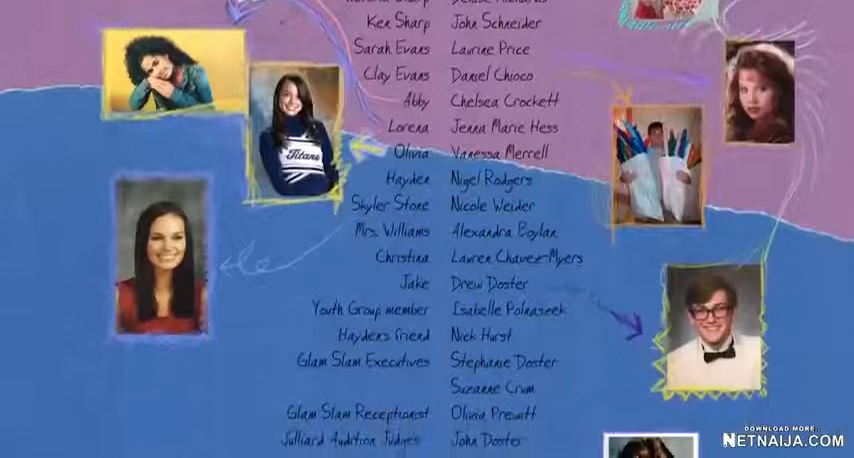 Ken Sharp John Schneider
Sarah Evans Laurine Price
Clay Evans Daniel Chioco
Abby Chelsea Crockett
Lorena Jenna Marie Hess
Olivia Vanessa Merrell
Hayden Nigel Rodgers
Skyler Stone Nicole Weider
Mrs. Williams Alexandra Boylan
Christina Lauren Chavez-Myers
Jake Drew Doster
Youth Group member Isabelle
Hayden's friend Nick Hurst
Glam Slam Executives Stephanie Doster
Suzanne Crum
Glam Slam Receptionist Olivia Prewitt
Julliard Audition Judges John Doster
Titans
DOWNLOAD MORE...
NETNAIJA.COM